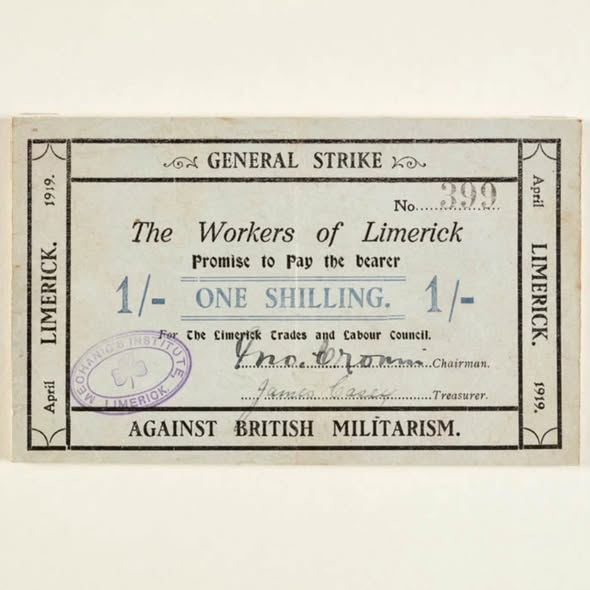 GENERAL STRIKE
No. 399
The Workers of Limerick
Promise to Pay the bearer
1/- ONE SHILLING. 1/-
For The Limerick Trades and Labour Council.
Jno. Cronin Chairman.
James Casey Treasurer.
AGAINST BRITISH MILITARISM.
April LIMERICK. 1919.
April LIMERICK. 1919.
MECHANIC'S INSTITUTE
LIMERICK